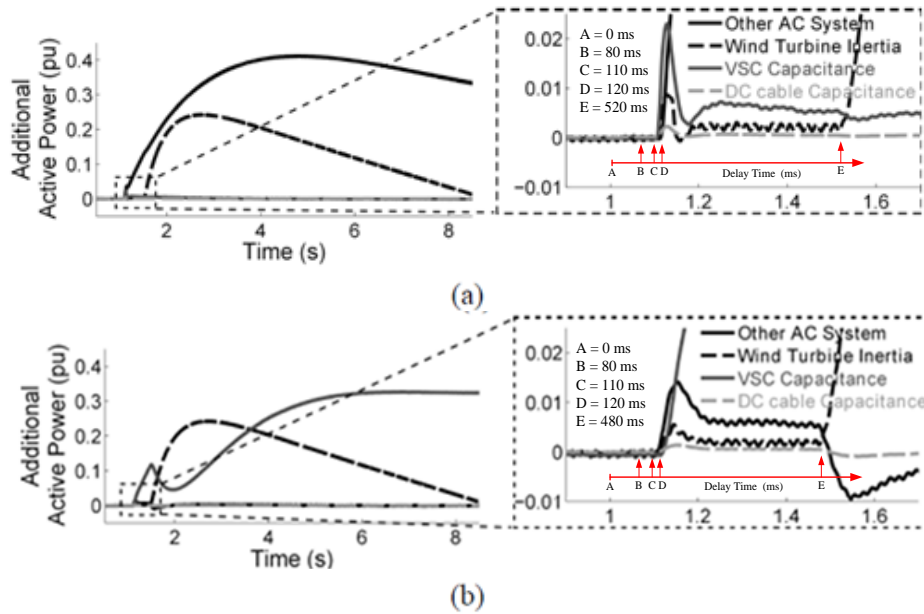 Additional
Active Power (pu)
0.4
0.3
0.2
0.1
0
2
4
6
8
Time (s)
0.02
0.01
0
−0.01
A = 0 ms
B = 80 ms
C = 110 ms
D = 120 ms
E = 520 ms
Other AC System
Wind Turbine Inertia
VSC Capacitance
DC cable Capacitance
A
B
C
D
Delay Time (ms)
E
1
1.2
1.4
1.6
(a)
Additional
Active Power (pu)
0.4
0.3
0.2
0.1
0
2
4
6
8
Time (s)
0.02
0.01
0
−0.01
A = 0 ms
B = 80 ms
C = 110 ms
D = 120 ms
E = 480 ms
Other AC System
Wind Turbine Inertia
VSC Capacitance
DC cable Capacitance
A
B
C
D
Delay Time (ms)
E
1
1.2
1.4
1.6
(b)